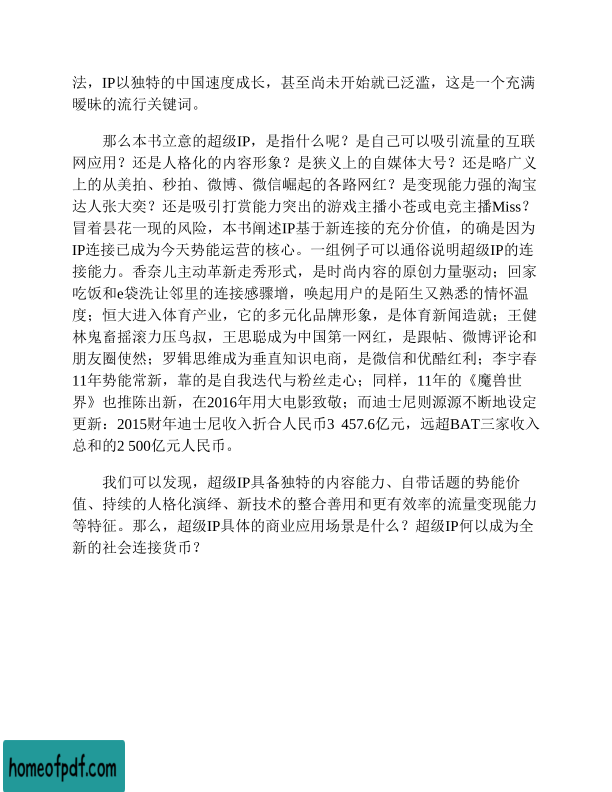 法，IP以独特的中国速度成长，甚至尚未开始就已泛滥，这是一个充满
暧昧的流行关键词。
那么本书立意的超级IP，是指什么呢？是自己可以吸引流量的互联
网应用？还是人格化的内容形象？是狭义上的自媒体大号？还是略广义
上的从美拍、秒拍、微博、微信崛起的各路网红？是变现能力强的淘宝
达人张大奕？还是吸引打赏能力突出的游戏主播小苍或电竞主播Miss？
冒着昙花一现的风险，本书阐述IP基于新连接的充分价值，的确是因为
IP连接已成为今天势能运营的核心。一组例子可以通俗说明超级IP的连
接能力。香奈儿主动革新走秀形式，是时尚内容的原创力量驱动；回家
吃饭和e袋洗让邻里的连接感骤增，唤起用户的是陌生又熟悉的情怀温
度；恒大进入体育产业，它的多元化品牌形象，是体育新闻造就；王健
林鬼畜摇滚力压鸟叔，王思聪成为中国第一网红，是跟帖、微博评论和
朋友圈使然；罗辑思维成为垂直知识电商，是微信和优酷红利；李宇春
11年势能常新，靠的是自我迭代与粉丝走心；同样，11年的《魔兽世
界》也推陈出新，在2016年用大电影致敬；而迪士尼则源源不断地设定
更新：2015财年迪士尼收入折合人民币3 457.6亿元，远超BAT三家收入
总和的2 500亿元人民币。
我们可以发现，超级IP具备独特的内容能力、自带话题的势能价
值、持续的人格化演绎、新技术的整合善用和更有效率的流量变现能力
等特征。那么，超级IP具体的商业应用场景是什么？超级IP何以成为全
新的社会连接货币？
homeofpdf.com